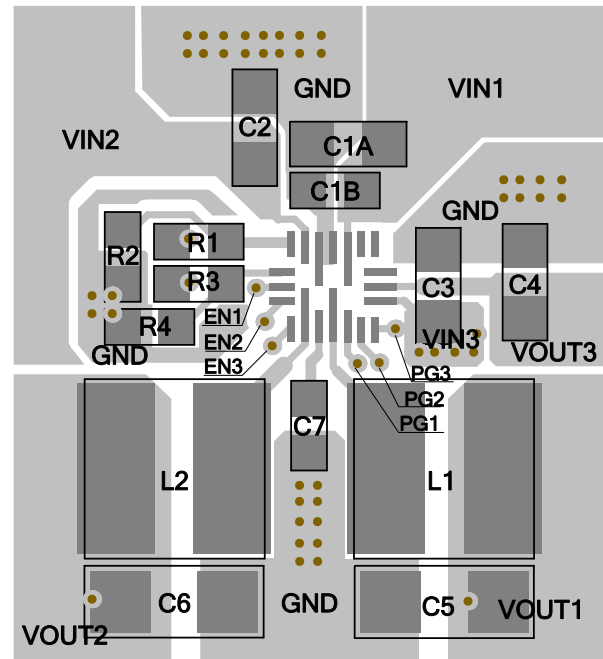 GND
VIN1
C2
VIN2
C1A
C1B
GND
R1
R2
R3
C3
C4
EN1
R4
EN2
VIN3
GND
EN3
VOUT3
PG3
PG2
PG1
C7
L2
L1
C6
GND
C5
VOUT1
VOUT2